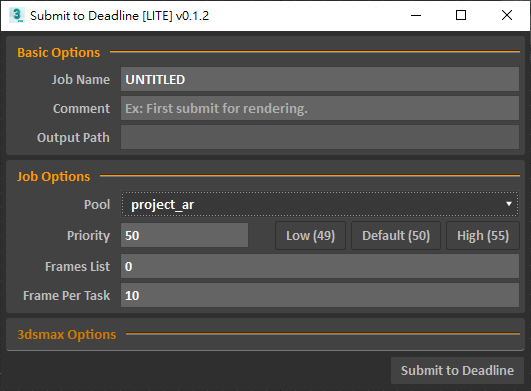 Submit to Deadline [LITE] v0.1.2
Basic Options
Job Name UNTITLED
Comment Ex: First submit for rendering.
Output Path
Job Options
Pool project_ar
Priority 50 Low (49) Default (50) High (55)
Frames List 0
Frame Per Task 10
3dsmax Options
Submit to Deadline